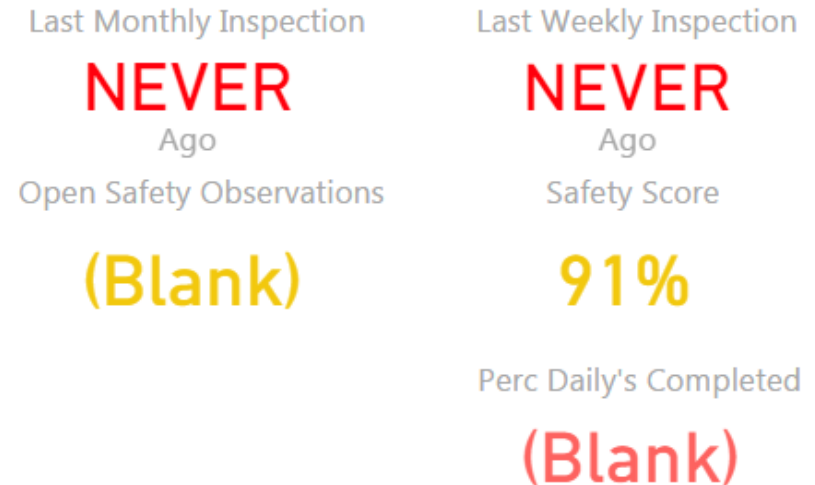 Last Monthly Inspection
Last Weekly Inspection
NEVER
NEVER
Ago
Ago
Open Safety Observations
Safety Score
(Blank)
91%
Perc Daily's Completed
(Blank)